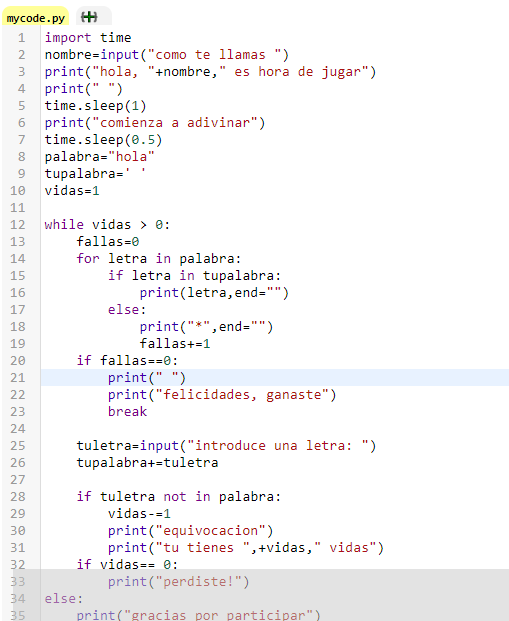 mycode.py
1 import time
2 nombre=input("como te llamas ")
3 print("hola, "+nombre," es hora de jugar")
4 print(" ")
5 time.sleep(1)
6 print("comienza a adivinar")
7 time.sleep(0.5)
8 palabra="hola"
9 tupalabra=' '
10 vidas=1
11
12 while vidas > 0:
13     fallas=0
14     for letra in palabra:
15         if letra in tupalabra:
16             print(letra,end="")
17         else:
18             print("*",end="")
19             fallas+=1
20     if fallas==0:
21         print(" ")
22         print("felicidades, ganaste")
23         break
24
25     tuletra=input("introduce una letra: ")
26     tupalabra+=tuletra
27
28     if tuletra not in palabra:
29         vidas-=1
30         print("equivocacion")
31         print("tu tienes ",+vidas," vidas")
32     if vidas== 0:
33         print("perdiste!")
34 else:
35     print("gracias por participar")